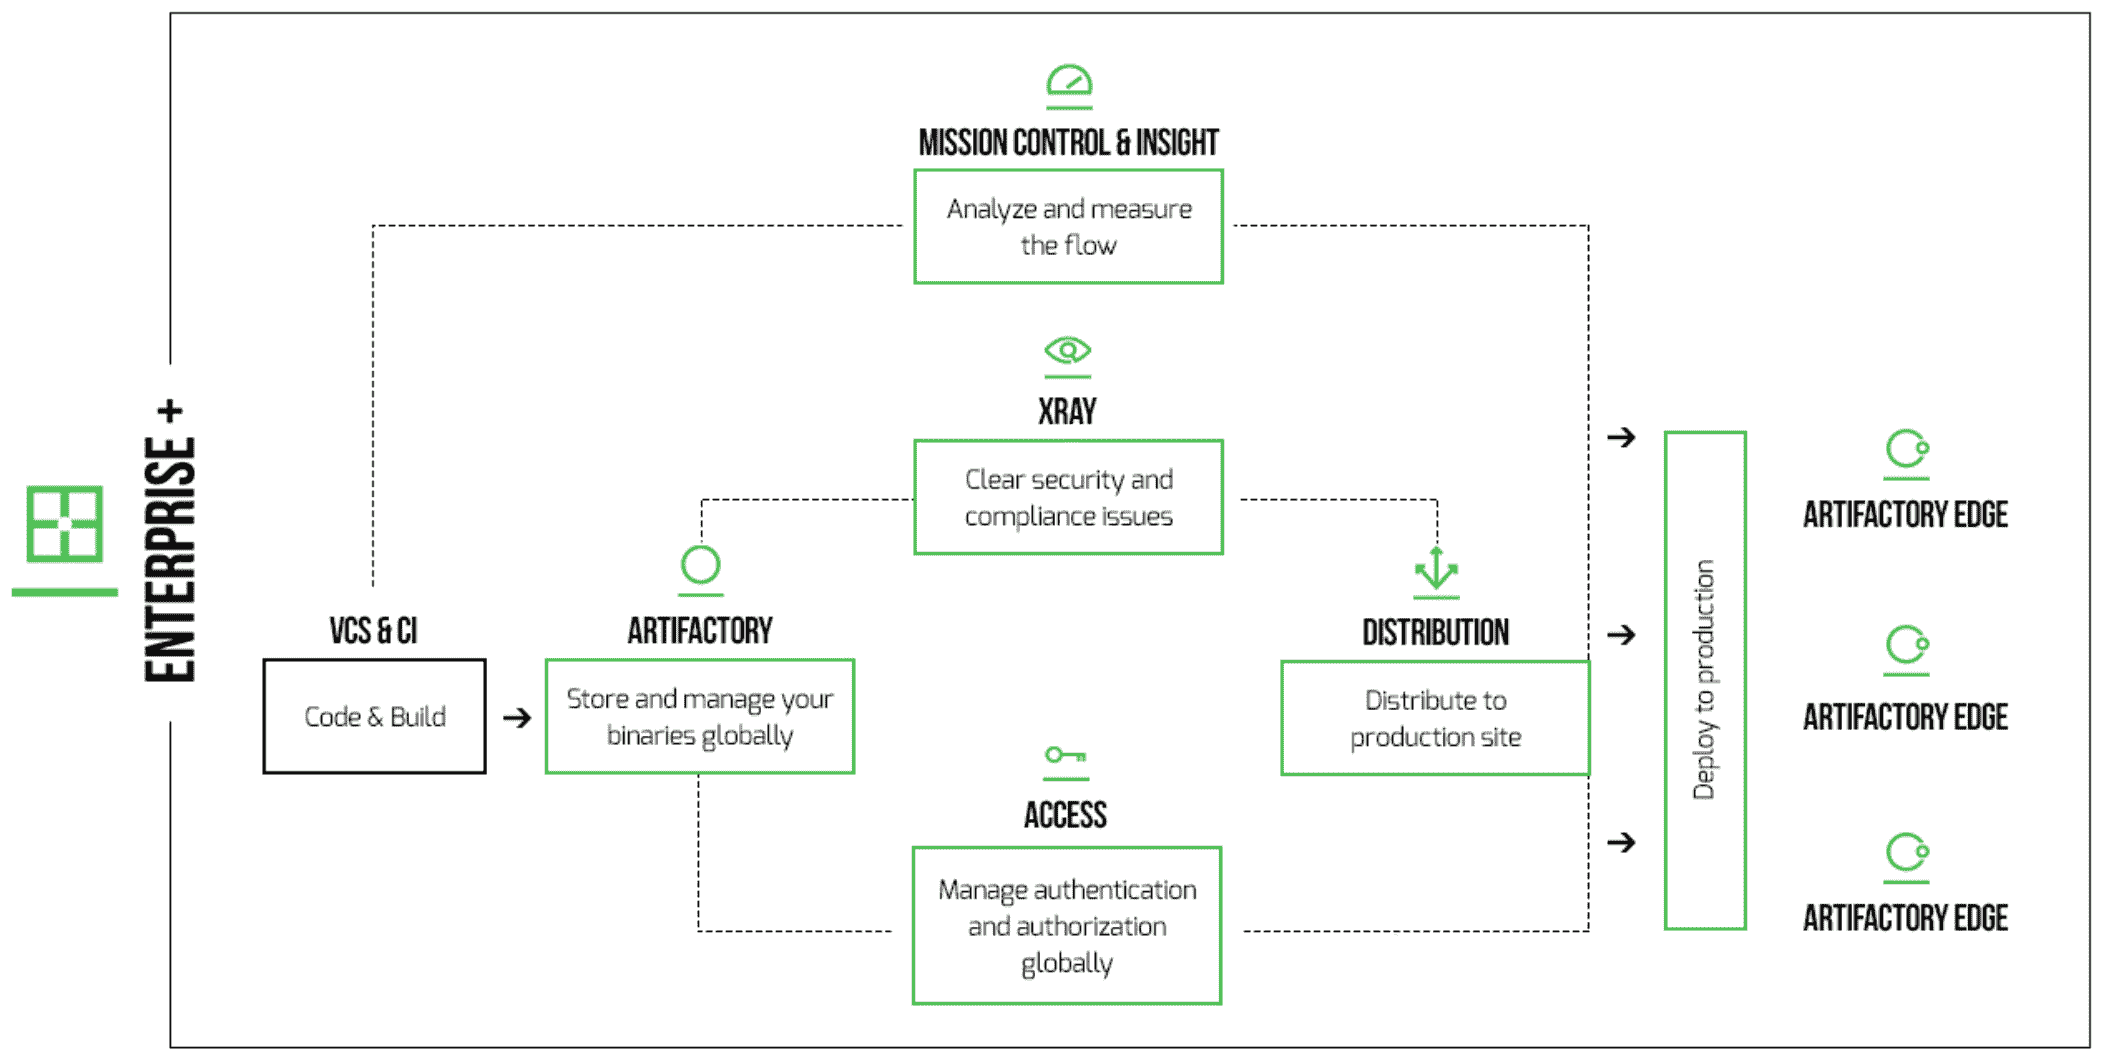 ENTERPRISE +
MISSION CONTROL & INSIGHT
Analyze and measure
the flow
XRAY
Clear security and
compliance issues
VCS & CI
Code & Build
ARTIFACTORY
Store and manage your
binaries globally
ACCESS
Manage authentication
and authorization
globally
DISTRIBUTION
Distribute to
production site
Deploy to production
ARTIFACTORY EDGE
ARTIFACTORY EDGE
ARTIFACTORY EDGE